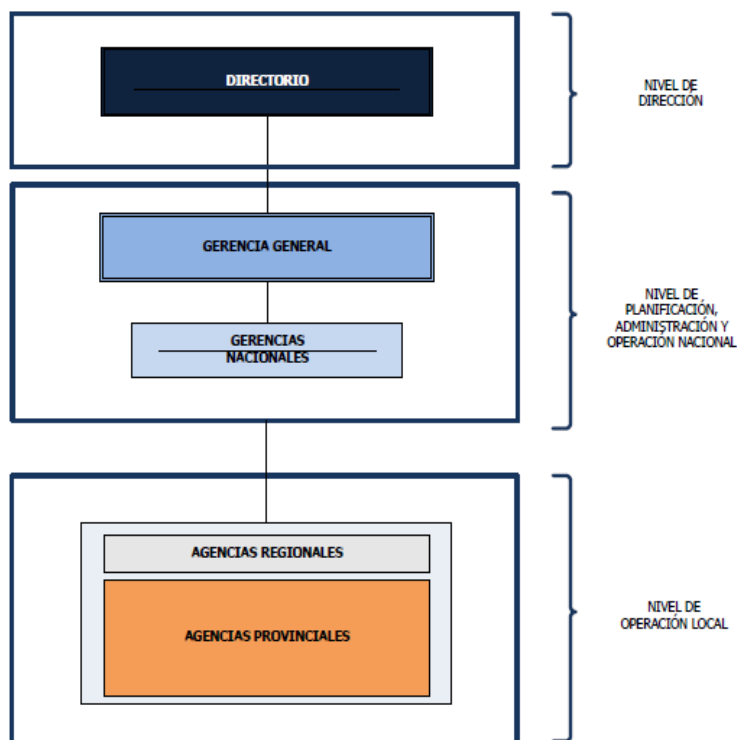 DIRECTORIO
NIVEL DE
DIRECCIÓN
GERENCIA GENERAL
GERENCIAS
NACIONALES
NIVEL DE
PLANIFICACIÓN,
ADMINISTRACIÓN Y
OPERACIÓN NACIONAL
AGENCIAS REGIONALES
AGENCIAS PROVINCIALES
NIVEL DE
OPERACIÓN LOCAL